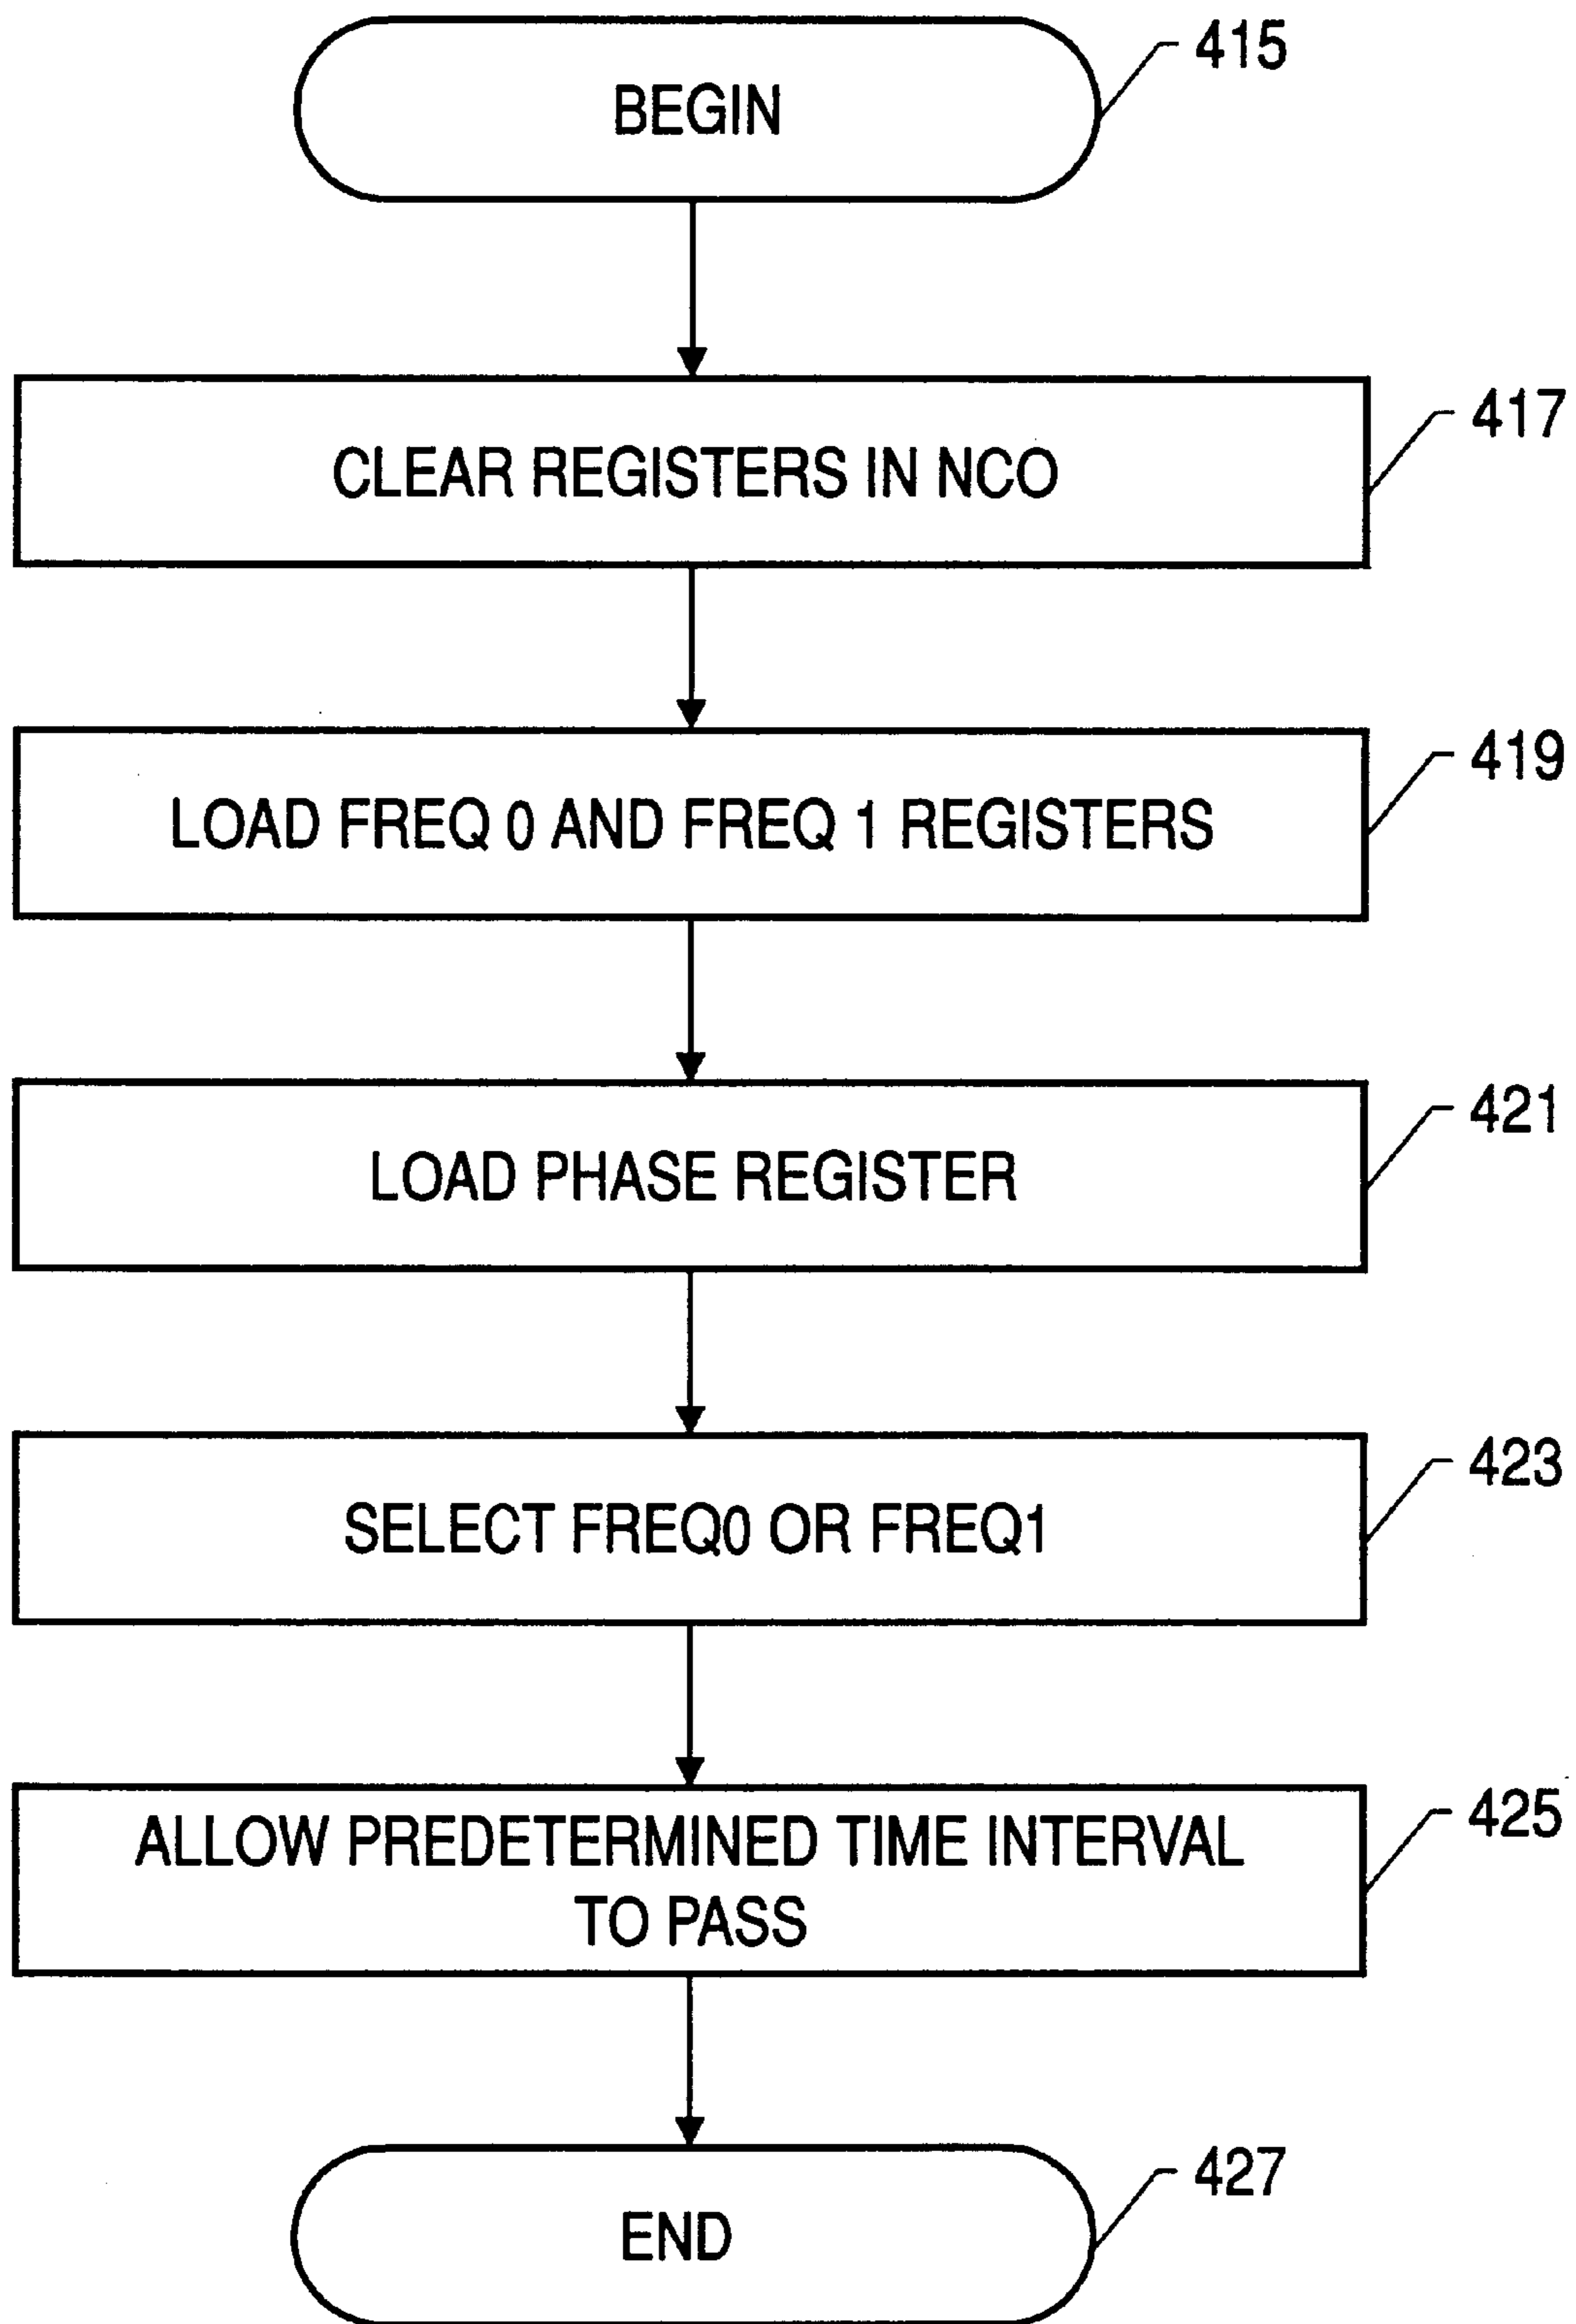 BEGIN
415
CLEAR REGISTERS IN NCO
417
LOAD FREQ 0 AND FREQ 1 REGISTERS
419
LOAD PHASE REGISTER
421
SELECT FREQ0 OR FREQ1
423
ALLOW PREDETERMINED TIME INTERVAL
TO PASS
425
END
427